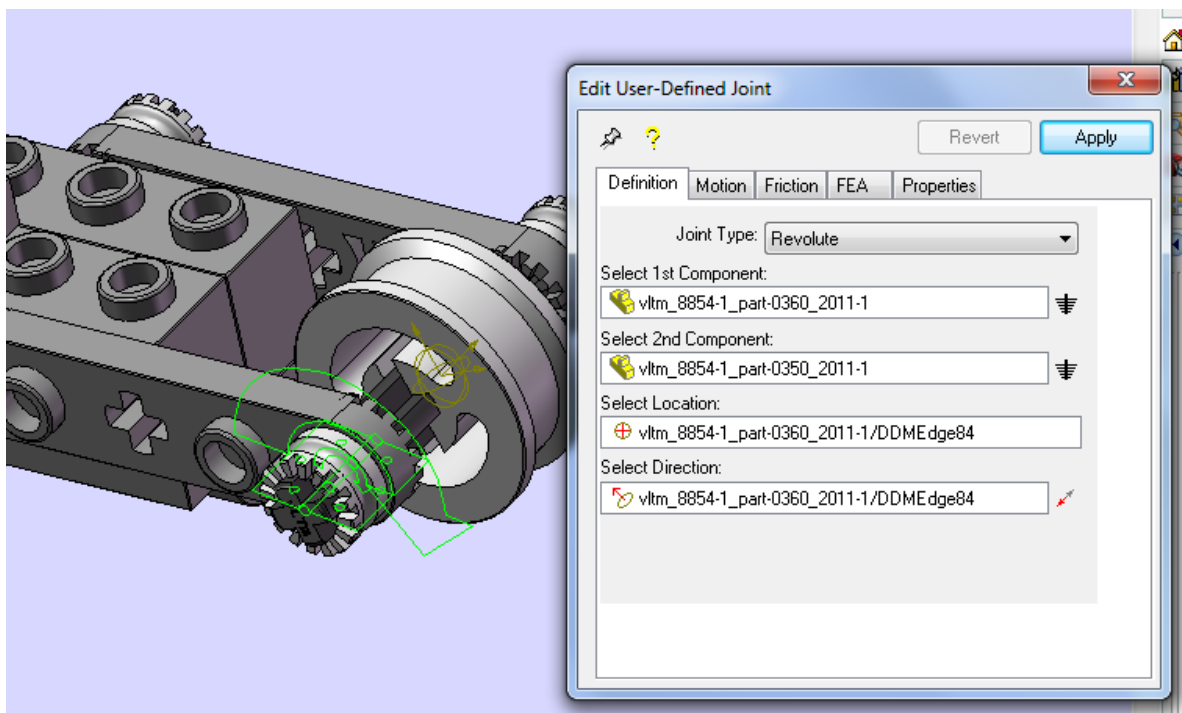 Edit User-Defined Joint
Revert
Apply
Definition
Motion
Friction
FEA
Properties
Joint Type: Revolute
Select 1st Component:
vltm_8854-1_part-0360_2011-1
Select 2nd Component:
vltm_8854-1_part-0350_2011-1
Select Location:
vltm_8854-1_part-0360_2011-1/DDMEdge84
Select Direction:
vltm_8854-1_part-0360_2011-1/DDMEdge84